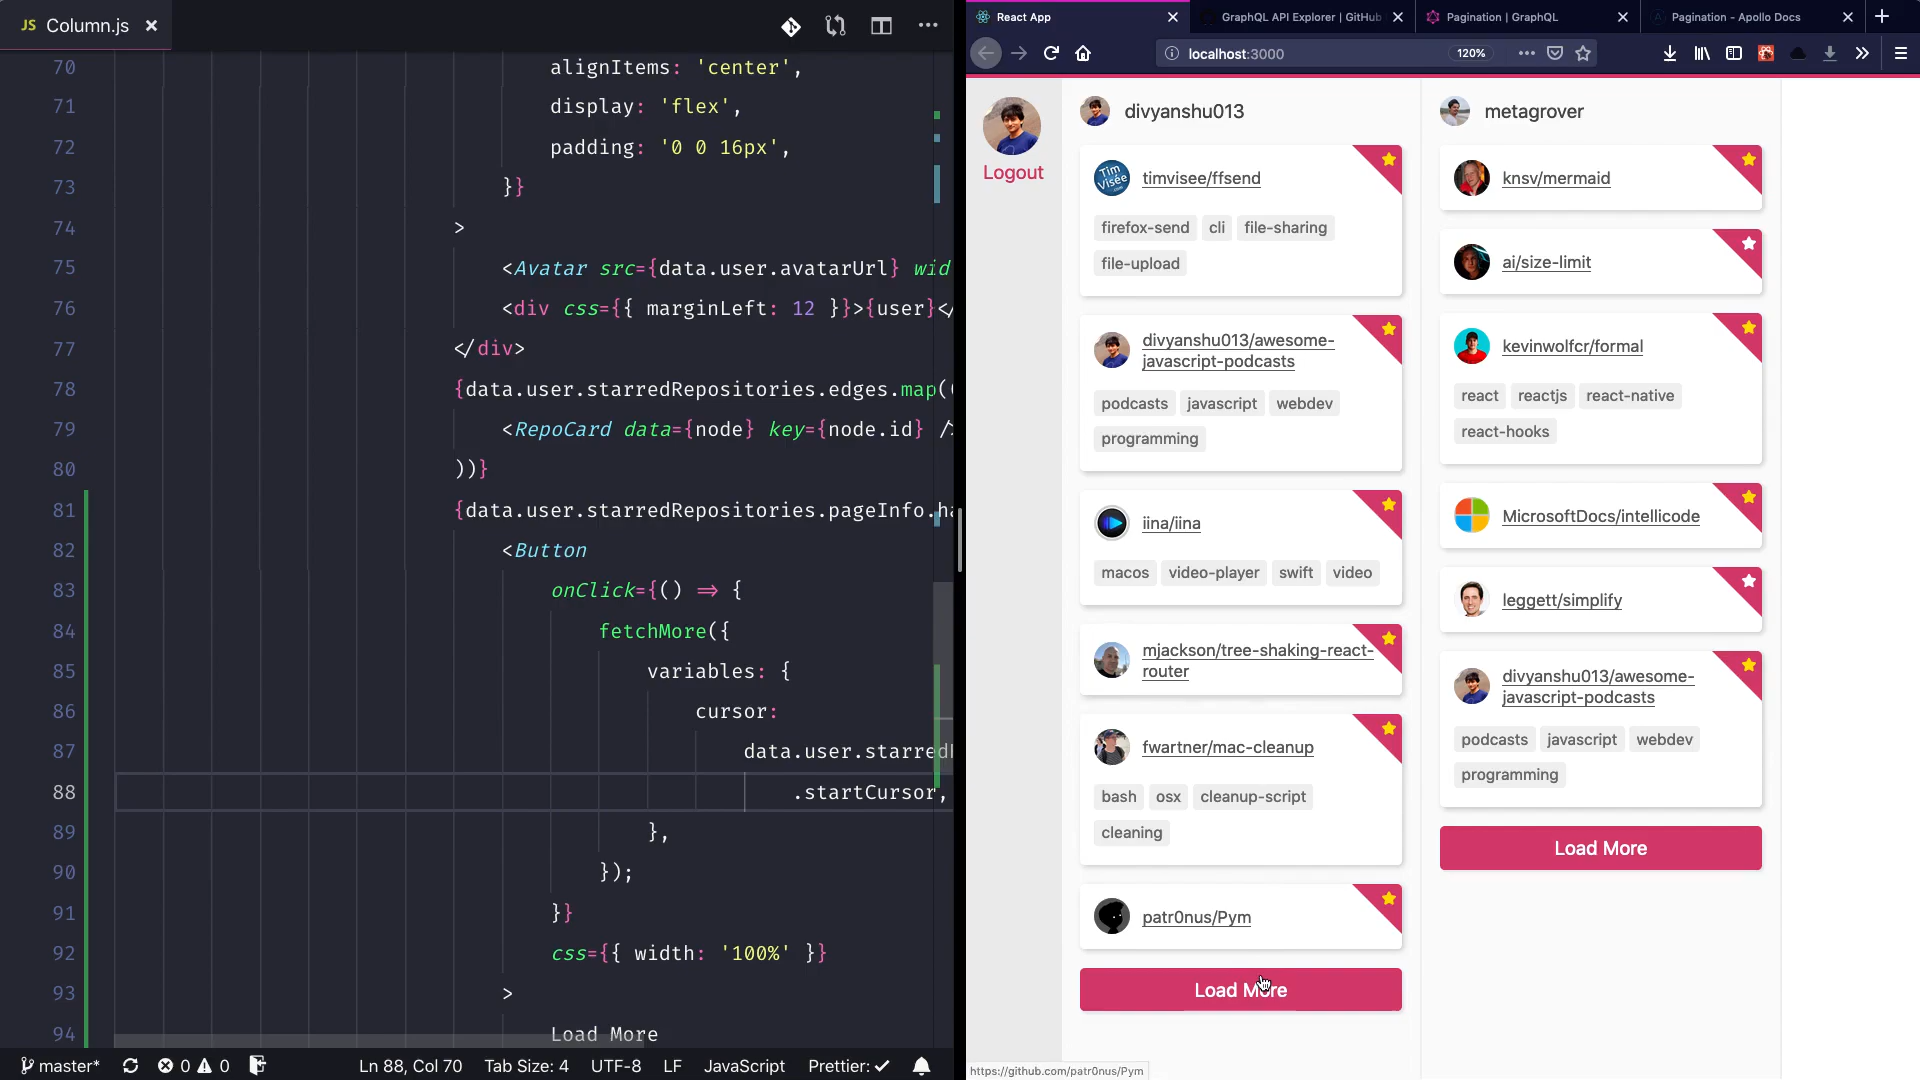 JS Column.js
70 alignItems: 'center',
71 display: 'flex',
72 padding: '0 0 16px',
73 }}
74 >
75 <Avatar src={data.user.avatarUrl} wid
76 <div css={{ marginLeft: 12 }}>{user}</
77 </div>
78 {data.user.starredRepositories.edges.map((
79 <RepoCard data={node} key={node.id} />
80 ))}
81 {data.user.starredRepositories.pageInfo.ha
82 <Button
83 onClick={() => {
84 fetchMore({
85 variables: {
86 cursor:
87 data.user.starred
88 .startCursor,
89 },
90 });
91 }}
92 css={{ width: '100%' }}
93 >
94 Load More
master* 0 0 Ln 88, Col 70 Tab Size: 4 UTF-8 LF JavaScript Prettier: ✓
React App
GraphQL API Explorer | GitHub
Pagination | GraphQL
Pagination - Apollo Docs
localhost:3000
120%
Logout
divyanshu013
Tim Visée .com
timvisee/ffsend
firefox-send cli file-sharing
file-upload
divyanshu013/awesome-
javascript-podcasts
podcasts javascript webdev
programming
iina/iina
macos video-player swift video
mjackson/tree-shaking-react-
router
fwartner/mac-cleanup
bash osx cleanup-script
cleaning
patr0nus/Pym
Load More
metagrover
knsv/mermaid
ai/size-limit
kevinwolfcr/formal
react reactjs react-native
react-hooks
MicrosoftDocs/intellicode
leggett/simplify
divyanshu013/awesome-
javascript-podcasts
podcasts javascript webdev
programming
Load More
https://github.com/patr0nus/Pym